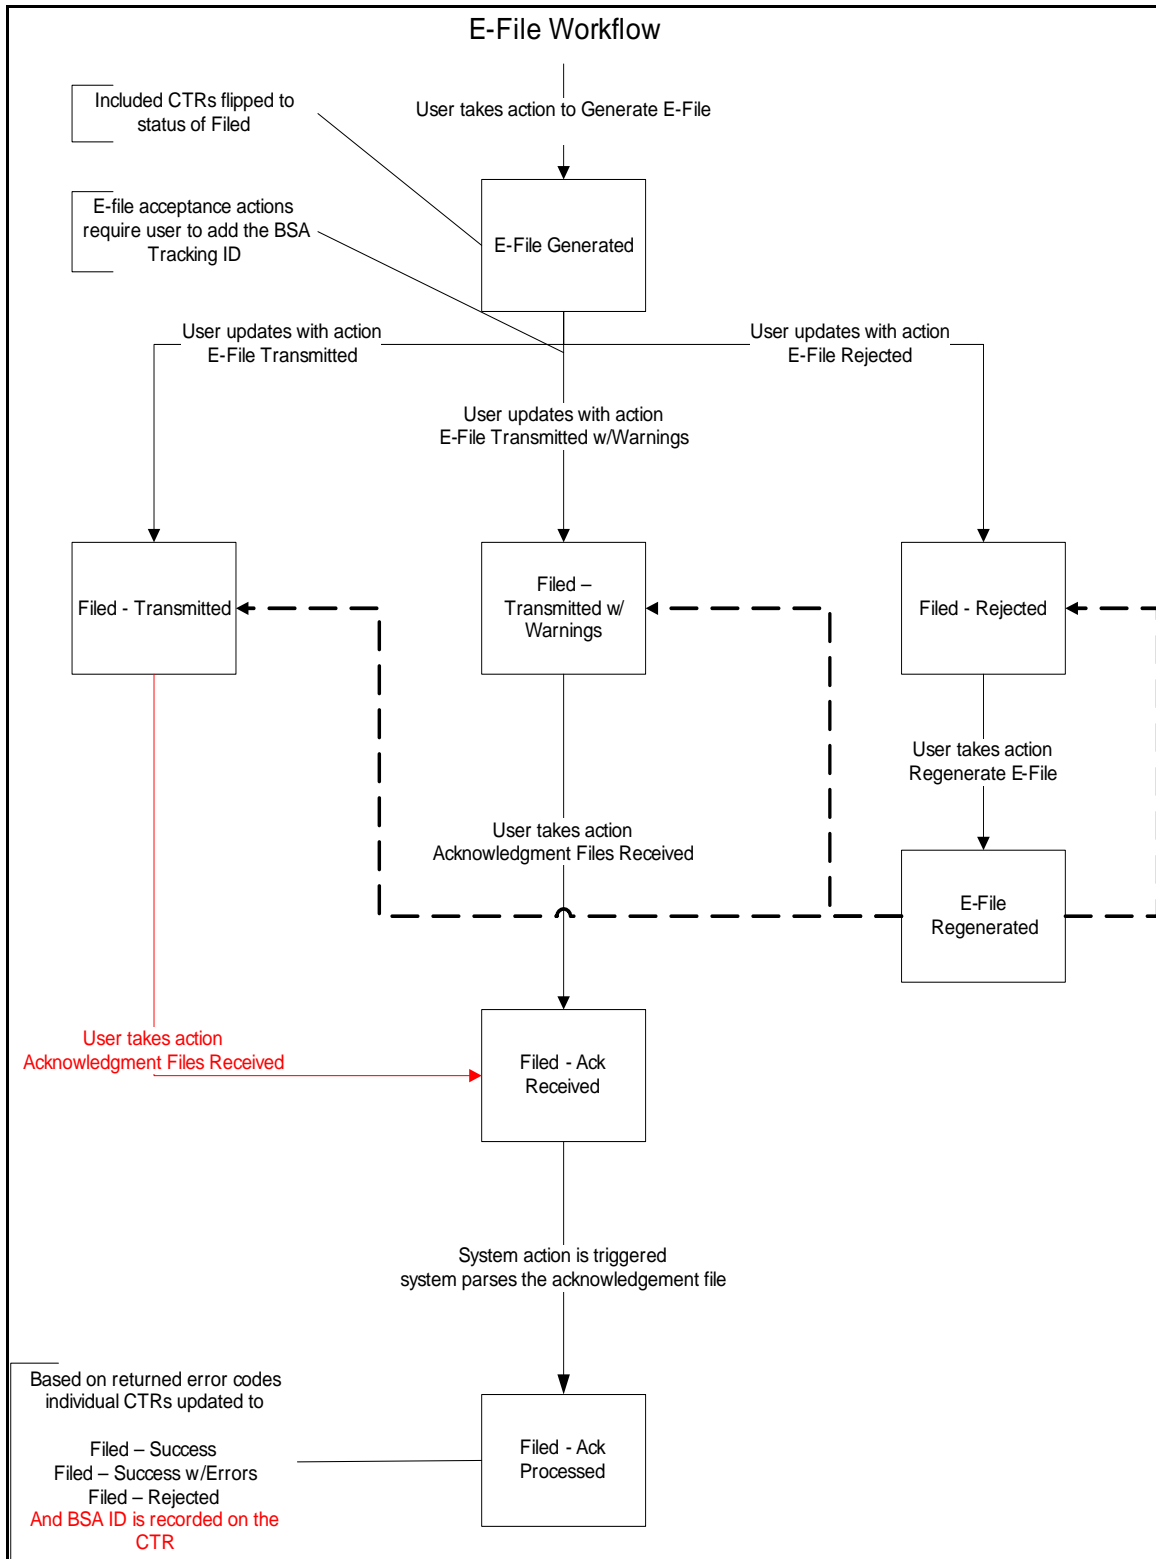 E-File Workflow
Included CTRs flipped to
status of Filed
User takes action to Generate E-File
E-file acceptance actions
require user to add the BSA
Tracking ID
E-File Generated
User updates with action
E-File Transmitted
User updates with action
E-File Rejected
User updates with action
E-File Transmitted w/Warnings
Filed - Transmitted
Filed –
Transmitted w/
Warnings
Filed - Rejected
User takes action
Regenerate E-File
User takes action
Acknowledgment Files Received
E-File
Regenerated
User takes action
Acknowledgment Files Received
Filed - Ack
Received
System action is triggered
system parses the acknowledgement file
Based on returned error codes
individual CTRs updated to
Filed – Success
Filed – Success w/Errors
Filed – Rejected
And BSA ID is recorded on the
CTR
Filed - Ack
Processed